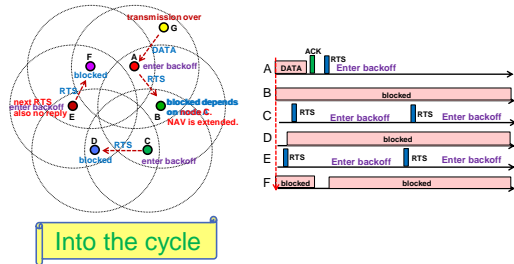 transmission over
G
DATA
F
A
blocked
enter backoff
RTS
RTS
next RTS
enter backoff
also no reply
E
blocked depends
on node C.
B
NAV is extended.
D
RTS
C
blocked
enter backoff
Into the cycle
ACK
RTS
A
DATA
Enter backoff
B
blocked
C
RTS
Enter backoff
RTS
Enter backoff
D
blocked
E
RTS
Enter backoff
RTS
Enter backoff
F
blocked
blocked